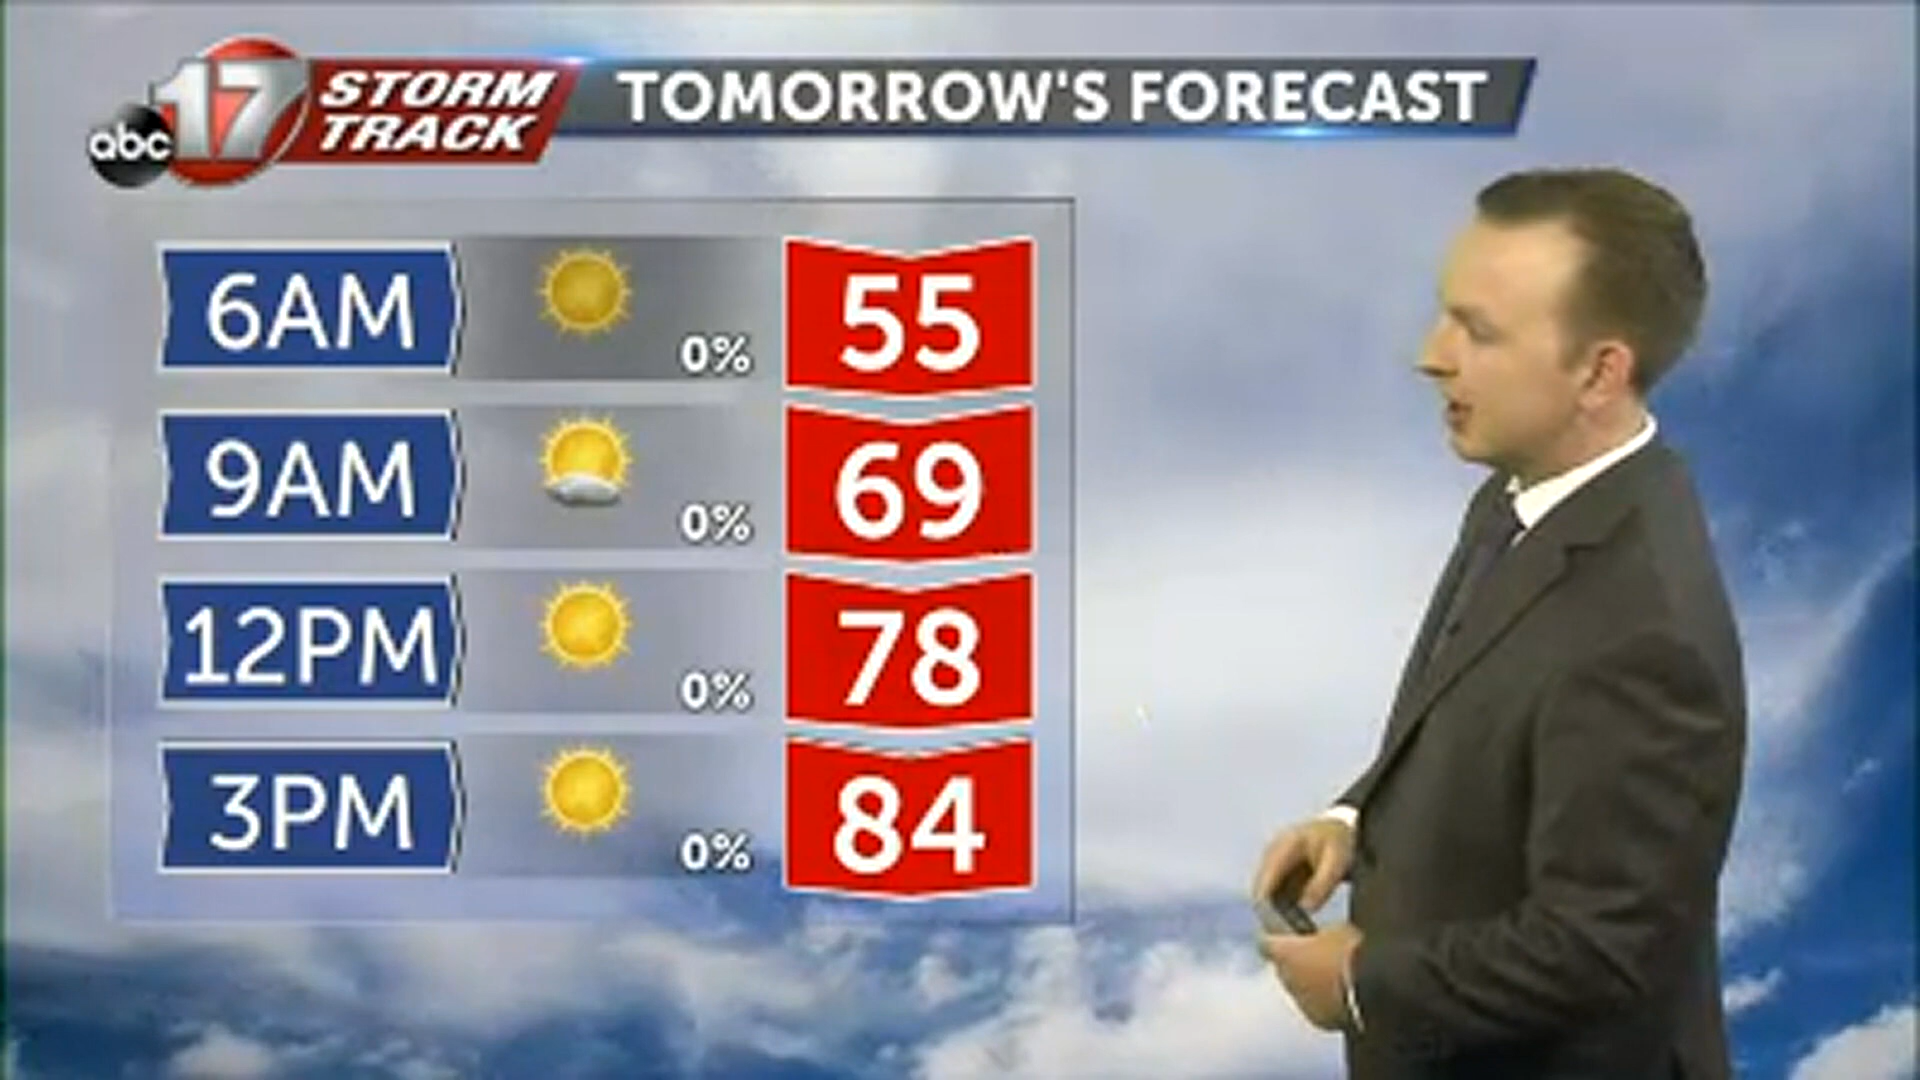 abc 17 STORM TRACK
TOMORROW'S FORECAST
6AM 0% 55
9AM 0% 69
12PM 0% 78
3PM 0% 84